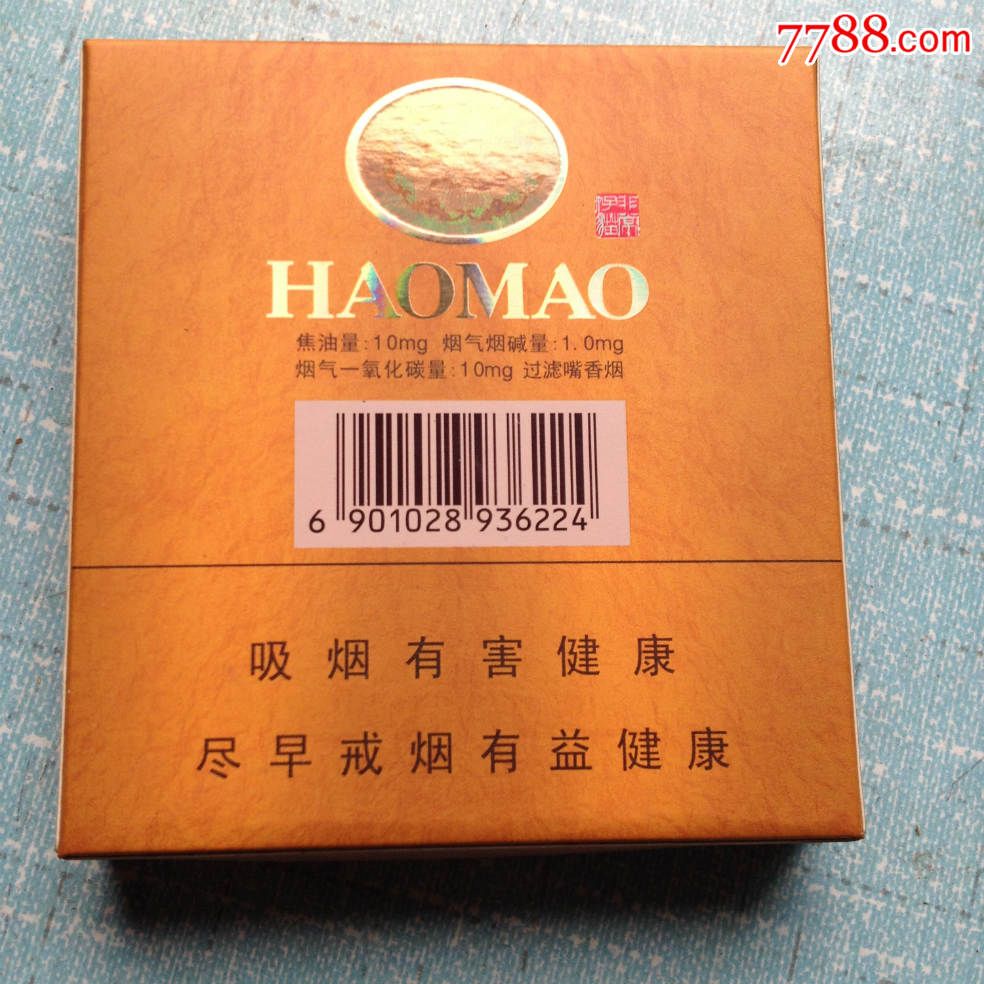 7788.com
HAOMAO
焦油量:10mg 烟气烟碱量:1.0mg
烟气一氧化碳量:10mg 过滤嘴香烟
6 901028 936224
吸烟有害健康
尽早戒烟有益健康